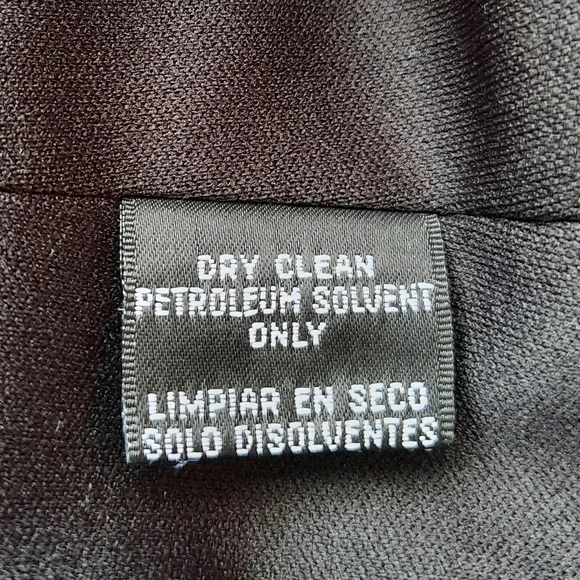 DRY CLEAN
PETROLEUM SOLVENT
ONLY
LIMPIAR EN SECO
SOLO DISOLVENTES